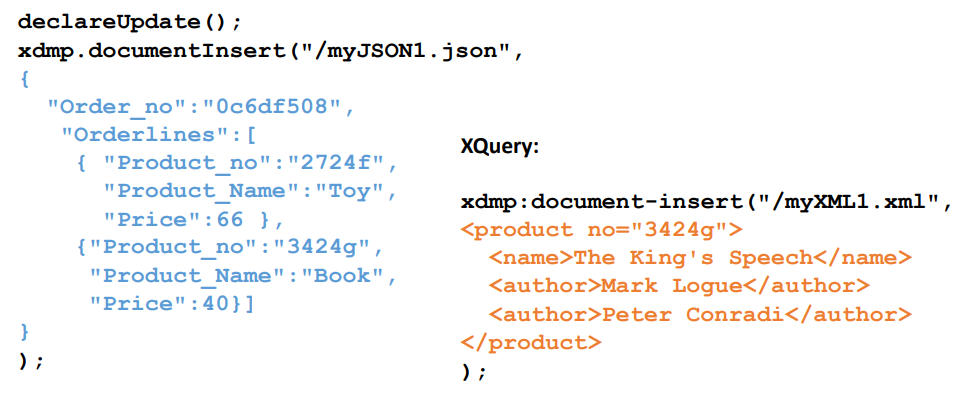 declareUpdate();
xdmp.documentInsert("/myJSON1.json",
{
"Order_no":"0c6df508",
"Orderlines":[
{ "Product_no":"2724f",
"Product_Name":"Toy",
"Price":66 },
{"Product_no":"3424g",
"Product_Name":"Book",
"Price":40}]
}
);
XQuery:
xdmp:document-insert("/myXML1.xml",
<product no="3424g">
<name>The King's Speech</name>
<author>Mark Logue</author>
<author>Peter Conradi</author>
</product>
);